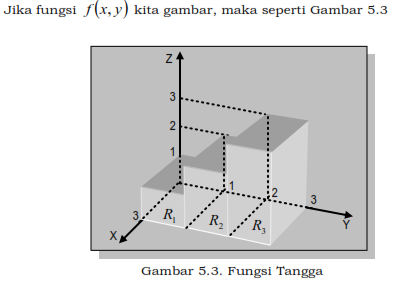 Jika fungsi f(x, y) kita gambar, maka seperti Gambar 5.3
Z
3
2
1
1
2
3
3
R₁
R₂
R₃
X
Y
Gambar 5.3. Fungsi Tangga